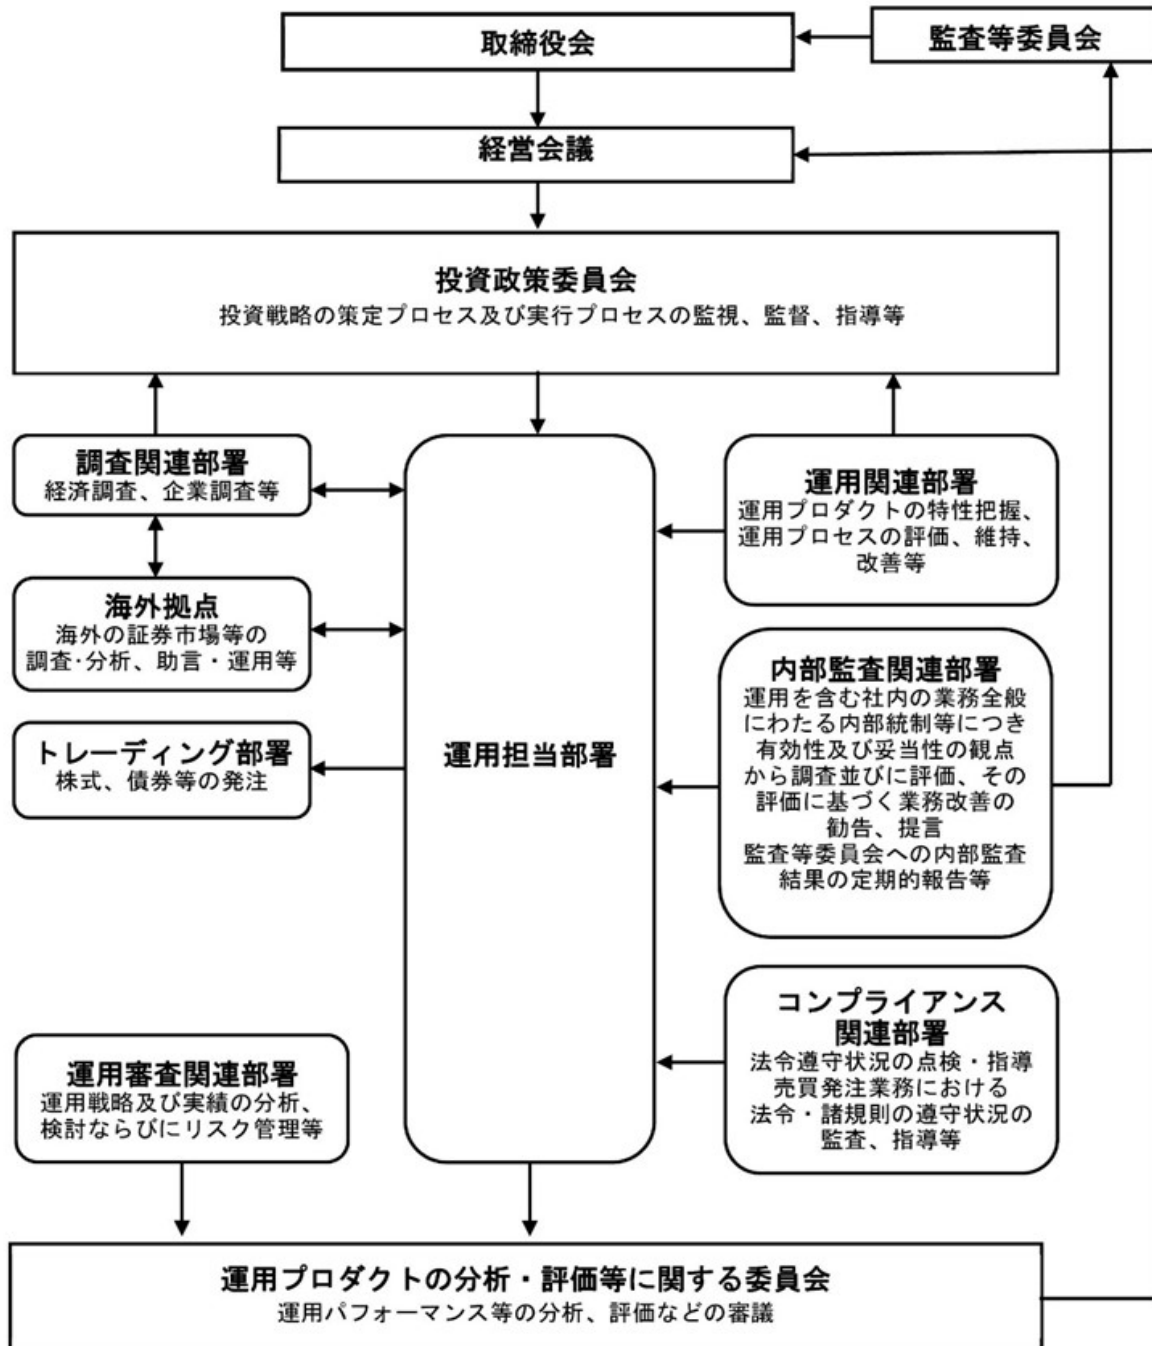 取締役会
監査等委員会
経営会議
投資政策委員会
投資戦略の策定プロセス及び実行プロセスの監視、監督、指導等
調査関連部署
経済調査、企業調査等
海外拠点
海外の証券市場等の
調査・分析、助言・運用等
トレーディング部署
株式、債券等の発注
運用担当部署
運用関連部署
運用プロダクトの特性把握、
運用プロセスの評価、維持、
改善等
内部監査関連部署
運用を含む社内の業務全般
にわたる内部統制等につき
有効性及び妥当性の観点
から調査並びに評価、その
評価に基づく業務改善の
勧告、提言
監査等委員会への内部監査
結果の定期的報告等
コンプライアンス
関連部署
法令遵守状況の点検・指導
売買発注業務における
法令・諸規則の遵守状況の
監査、指導等
運用審査関連部署
運用戦略及び実績の分析、
検討ならびにリスク管理等
運用プロダクトの分析・評価等に関する委員会
運用パフォーマンス等の分析、評価などの審議